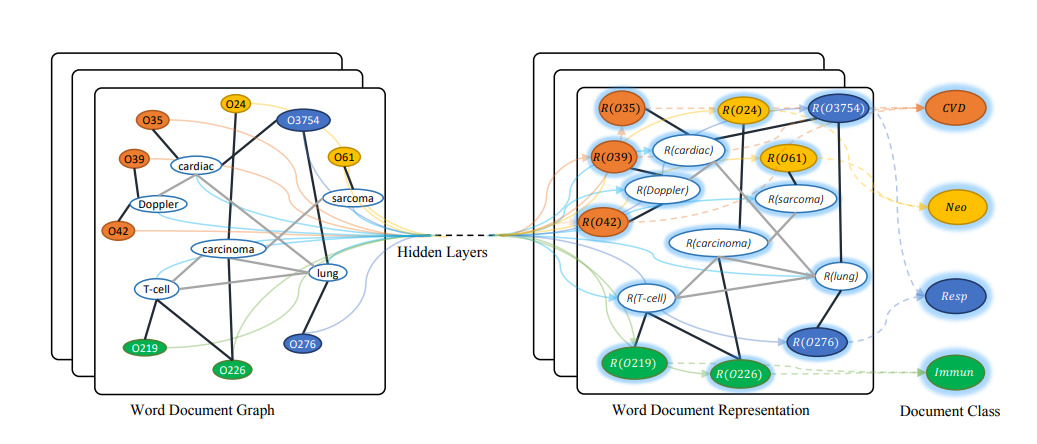 O24
O35
O3754
O39
O61
cardiac
sarcoma
Doppler
O42
carcinoma
lung
T-cell
O219
O276
O226
Word Document Graph
Hidden Layers
R(O35)
R(O24)
R(O3754)
R(cardiac)
R(O39)
R(O61)
R(Doppler)
R(sarcoma)
R(O42)
R(carcinoma)
R(lung)
R(T-cell)
R(O276)
R(O219)
R(O226)
Word Document Representation
CVD
Neo
Resp
Immun
Document Class